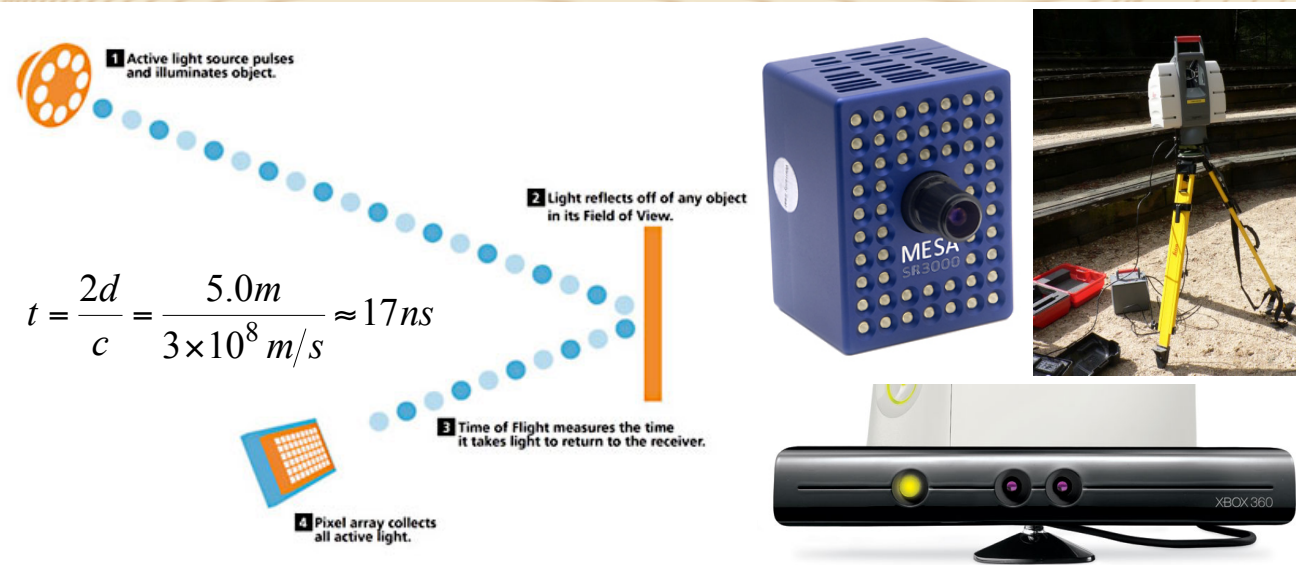 1 Active light source pulses
and illuminates object.
2 Light reflects off of any object
in its Field of View.
t = 2d/c = 5.0m/(3×10⁸ m/s) ≈ 17ns
3 Time of Flight measures the time
it takes light to return to the receiver.
4 Pixel array collects
all active light.
MESA
SR3000
XBOX 360